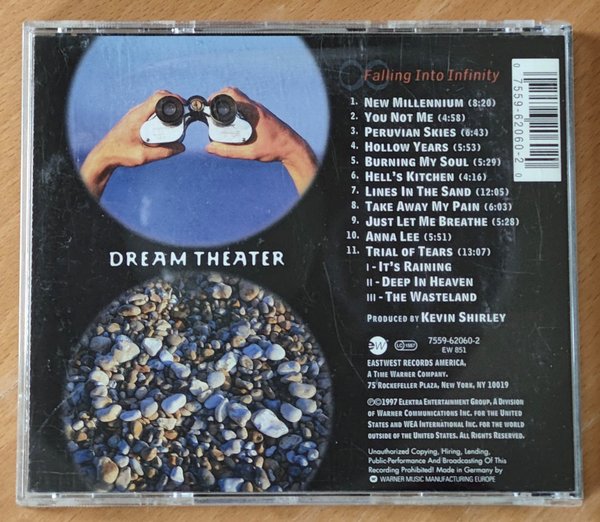 Falling Into Infinity
0 7559-62060-2 0
1. New Millennium (8:20)
2. You Not Me (4:58)
3. Peruvian Skies (6:43)
4. Hollow Years (5:53)
5. Burning My Soul (5:29)
6. Hell's Kitchen (4:16)
7. Lines In The Sand (12:05)
8. Take Away My Pain (6:03)
9. Just Let Me Breathe (5:28)
10. Anna Lee (5:51)
11. Trial of Tears (13:07)
I - It's Raining
II - Deep In Heaven
III - The Wasteland
Produced by Kevin Shirley
DREAM THEATER
ew LC 1557 7559-62060-2
EW 851
Eastwest Records America,
A Time Warner Company.
75 Rockefeller Plaza, New York, NY 10019
℗©1997 Elektra Entertainment Group, A Division
of Warner Communications Inc. for the United
States and WEA International Inc. for the world
outside of the United States. All Rights Reserved.
Unauthorized Copying, Hiring, Lending,
Public-Performance And Broadcasting Of This
Recording Prohibited! Made in Germany by
WARNER MUSIC MANUFACTURING EUROPE